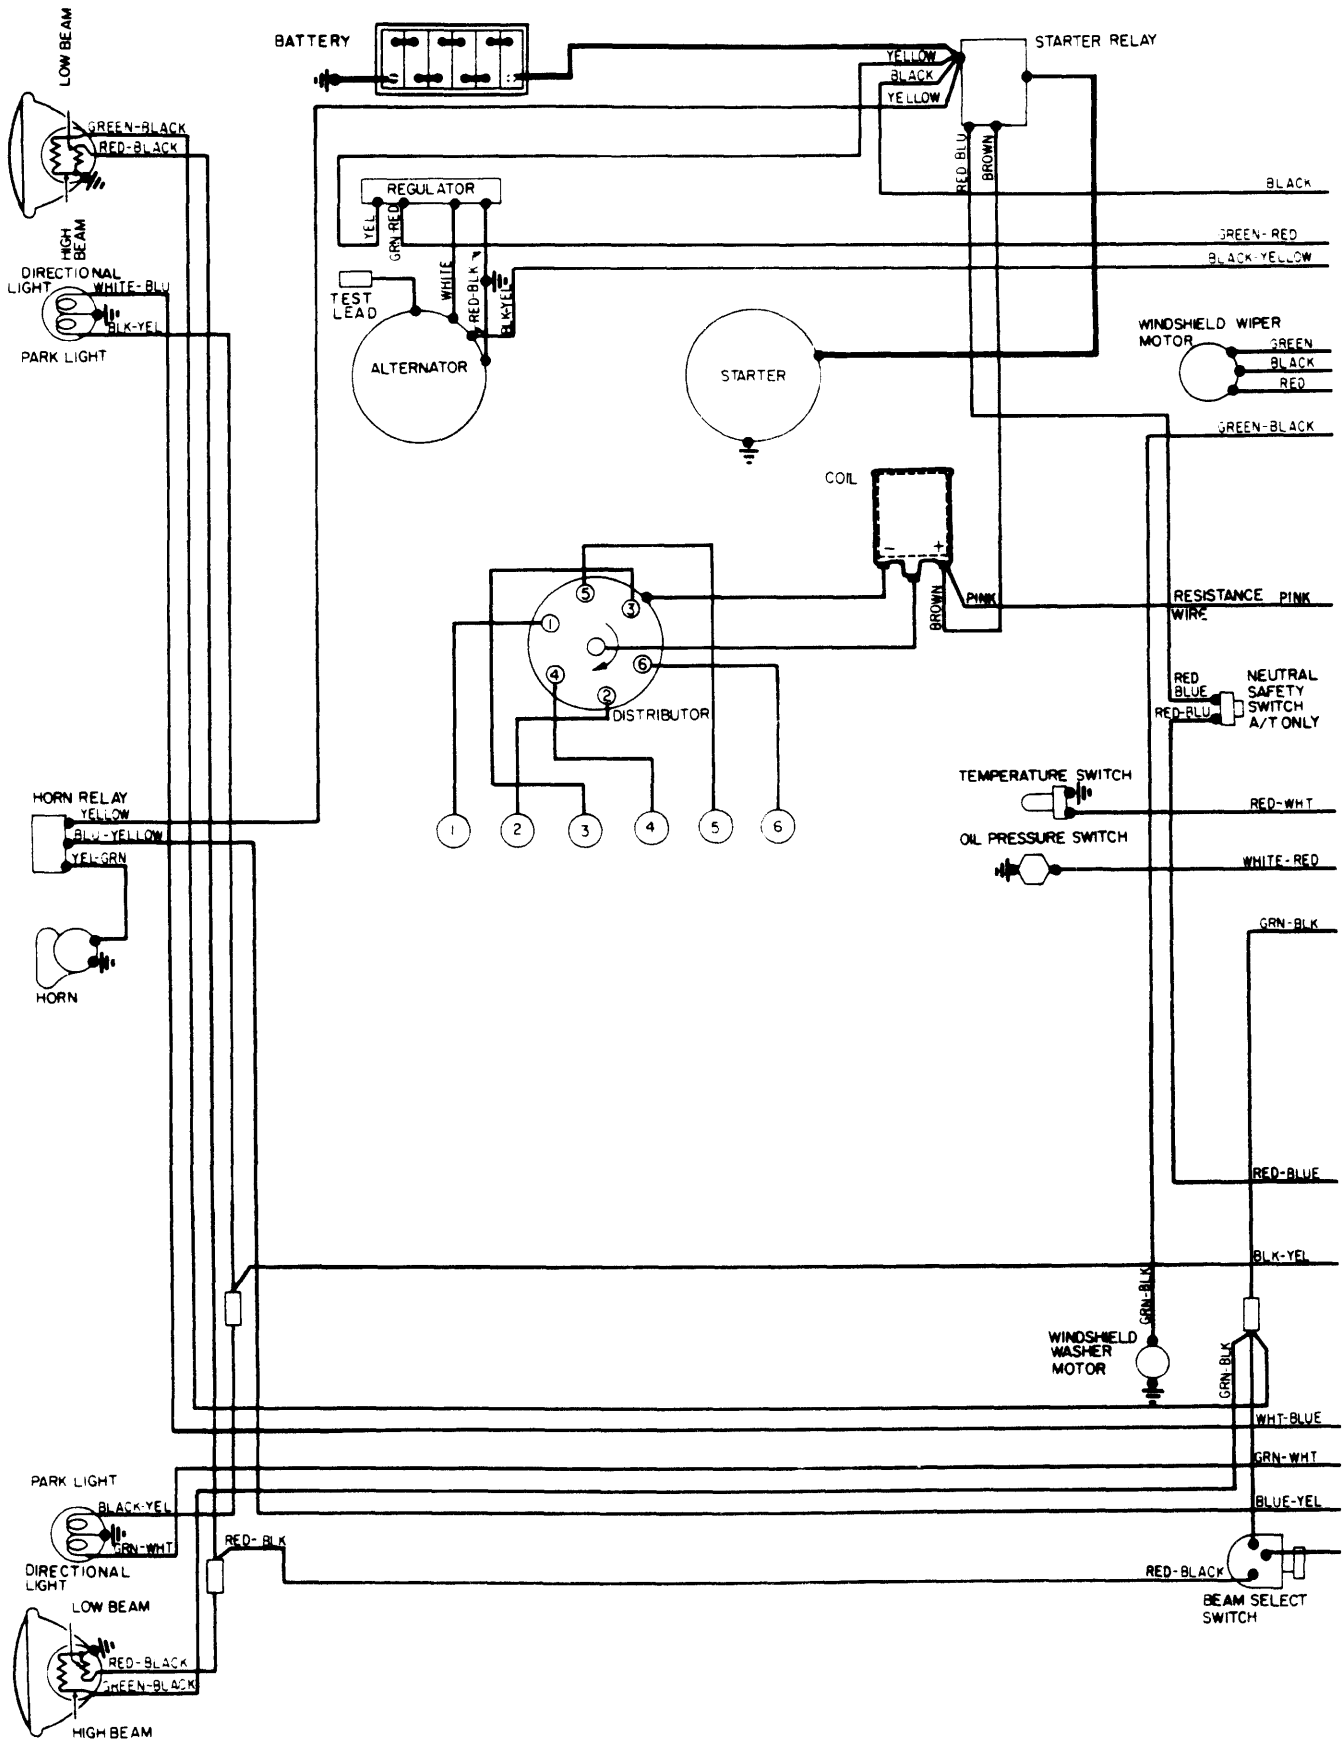 LOW BEAM
BATTERY
STARTER RELAY
YELLOW
BLACK
YELLOW
GREEN-BLACK
RED-BLACK
RED BLU
BROWN
BLACK
REGULATOR
YEL
GRN-RED
GREEN-RED
BLACK-YELLOW
HIGH
BEAM
DIRECTIONAL
LIGHT
WHITE-BLU
TEST
LEAD
WHITE
RED-BLK
BLK-YEL
BLK-YEL
PARK LIGHT
ALTERNATOR
STARTER
WINDSHIELD WIPER
MOTOR
GREEN
BLACK
RED
GREEN-BLACK
COIL
-
+
BROWN
PINK
RESISTANCE
WIRE
PINK
5
3
1
4
6
2
DISTRIBUTOR
RED
BLUE
RED-BLU
NEUTRAL
SAFETY
SWITCH
A/T ONLY
TEMPERATURE SWITCH
RED-WHT
HORN RELAY
YELLOW
BLU-YELLOW
YEL-GRN
1
2
3
4
5
6
OIL PRESSURE SWITCH
WHITE-RED
GRN-BLK
HORN
RED-BLUE
BLK-YEL
GRN-BLK
WINDSHIELD
WASHER
MOTOR
GRN-BLK
WHT-BLUE
GRN-WHT
PARK LIGHT
BLACK-YEL
BLUE-YEL
GRN-WHT
RED-BLK
DIRECTIONAL
LIGHT
RED-BLACK
BEAM SELECT
SWITCH
LOW BEAM
RED-BLACK
GREEN-BLACK
HIGH BEAM